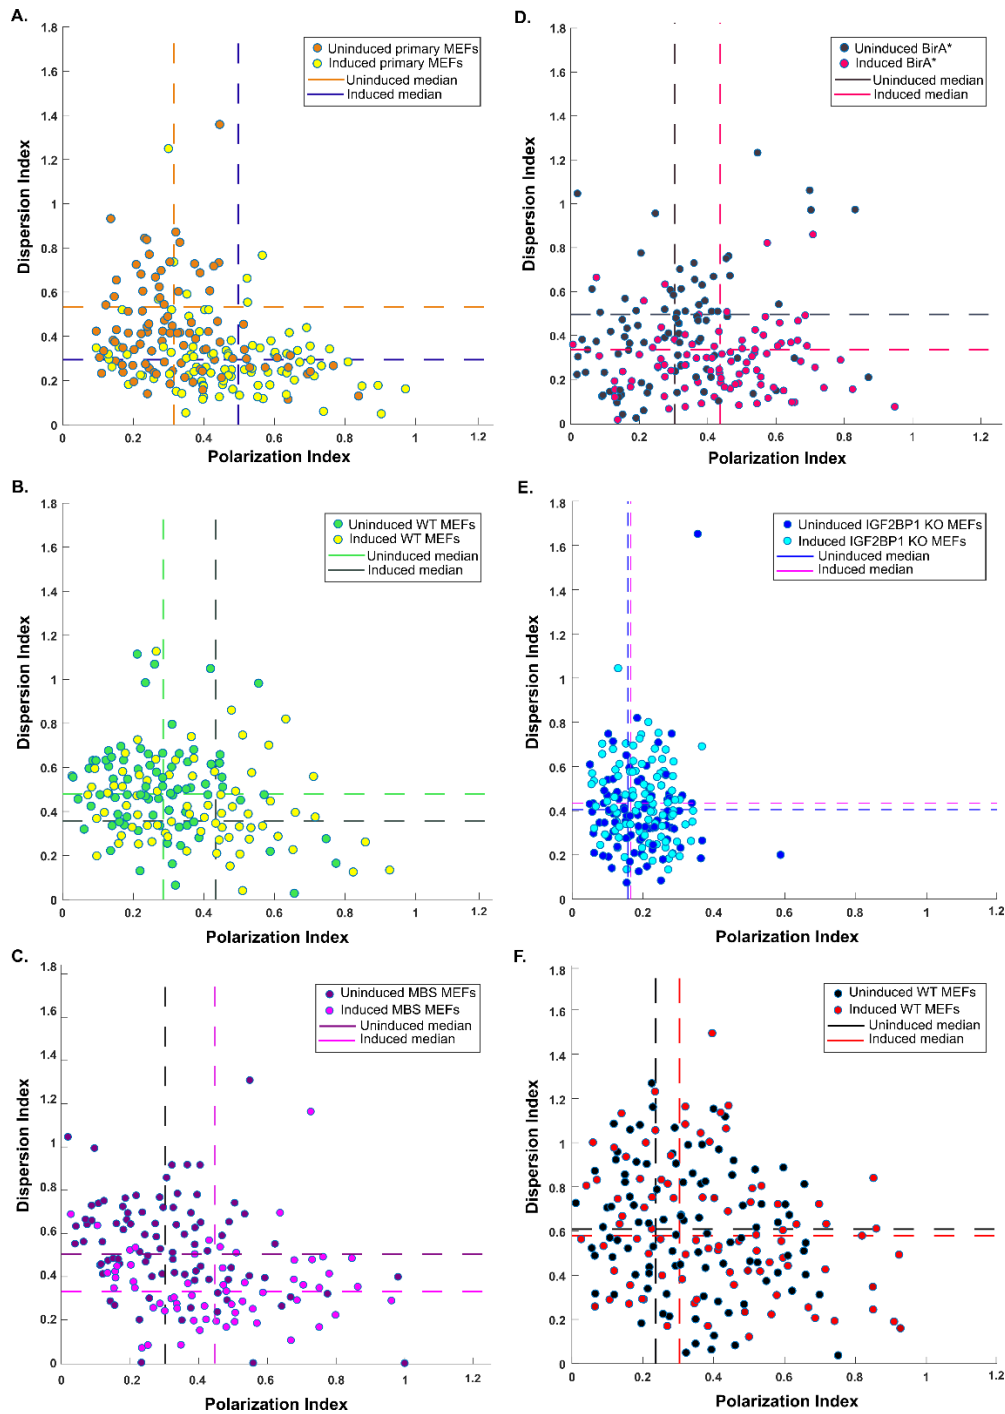 A.
1.8
1.6
1.4
1.2
1
0.8
0.6
0.4
0.2
0
Dispersion Index
Uninduced primary MEFs
Induced primary MEFs
Uninduced median
Induced median
0 0.2 0.4 0.6 0.8 1 1.2
Polarization Index
D.
1.8
1.6
1.4
1.2
1
0.8
0.6
0.4
0.2
0
Dispersion Index
Uninduced BirA*
Induced BirA*
Uninduced median
Induced median
0 0.2 0.4 0.6 0.8 1 1.2
Polarization Index
B.
1.8
1.6
1.4
1.2
1
0.8
0.6
0.4
0.2
0
Dispersion Index
Uninduced WT MEFs
Induced WT MEFs
Uninduced median
Induced median
0 0.2 0.4 0.6 0.8 1 1.2
Polarization Index
E.
1.8
1.6
1.4
1.2
1
0.8
0.6
0.4
0.2
0
Dispersion Index
Uninduced IGF2BP1 KO MEFs
Induced IGF2BP1 KO MEFs
Uninduced median
Induced median
0 0.2 0.4 0.6 0.8 1 1.2
Polarization Index
C.
1.8
1.6
1.4
1.2
1
0.8
0.6
0.4
0.2
0
Dispersion Index
Uninduced MBS MEFs
Induced MBS MEFs
Uninduced median
Induced median
0 0.2 0.4 0.6 0.8 1 1.2
Polarization Index
F.
1.8
1.6
1.4
1.2
1
0.8
0.6
0.4
0.2
0
Dispersion Index
Uninduced WT MEFs
Induced WT MEFs
Uninduced median
Induced median
0 0.2 0.4 0.6 0.8 1 1.2
Polarization Index